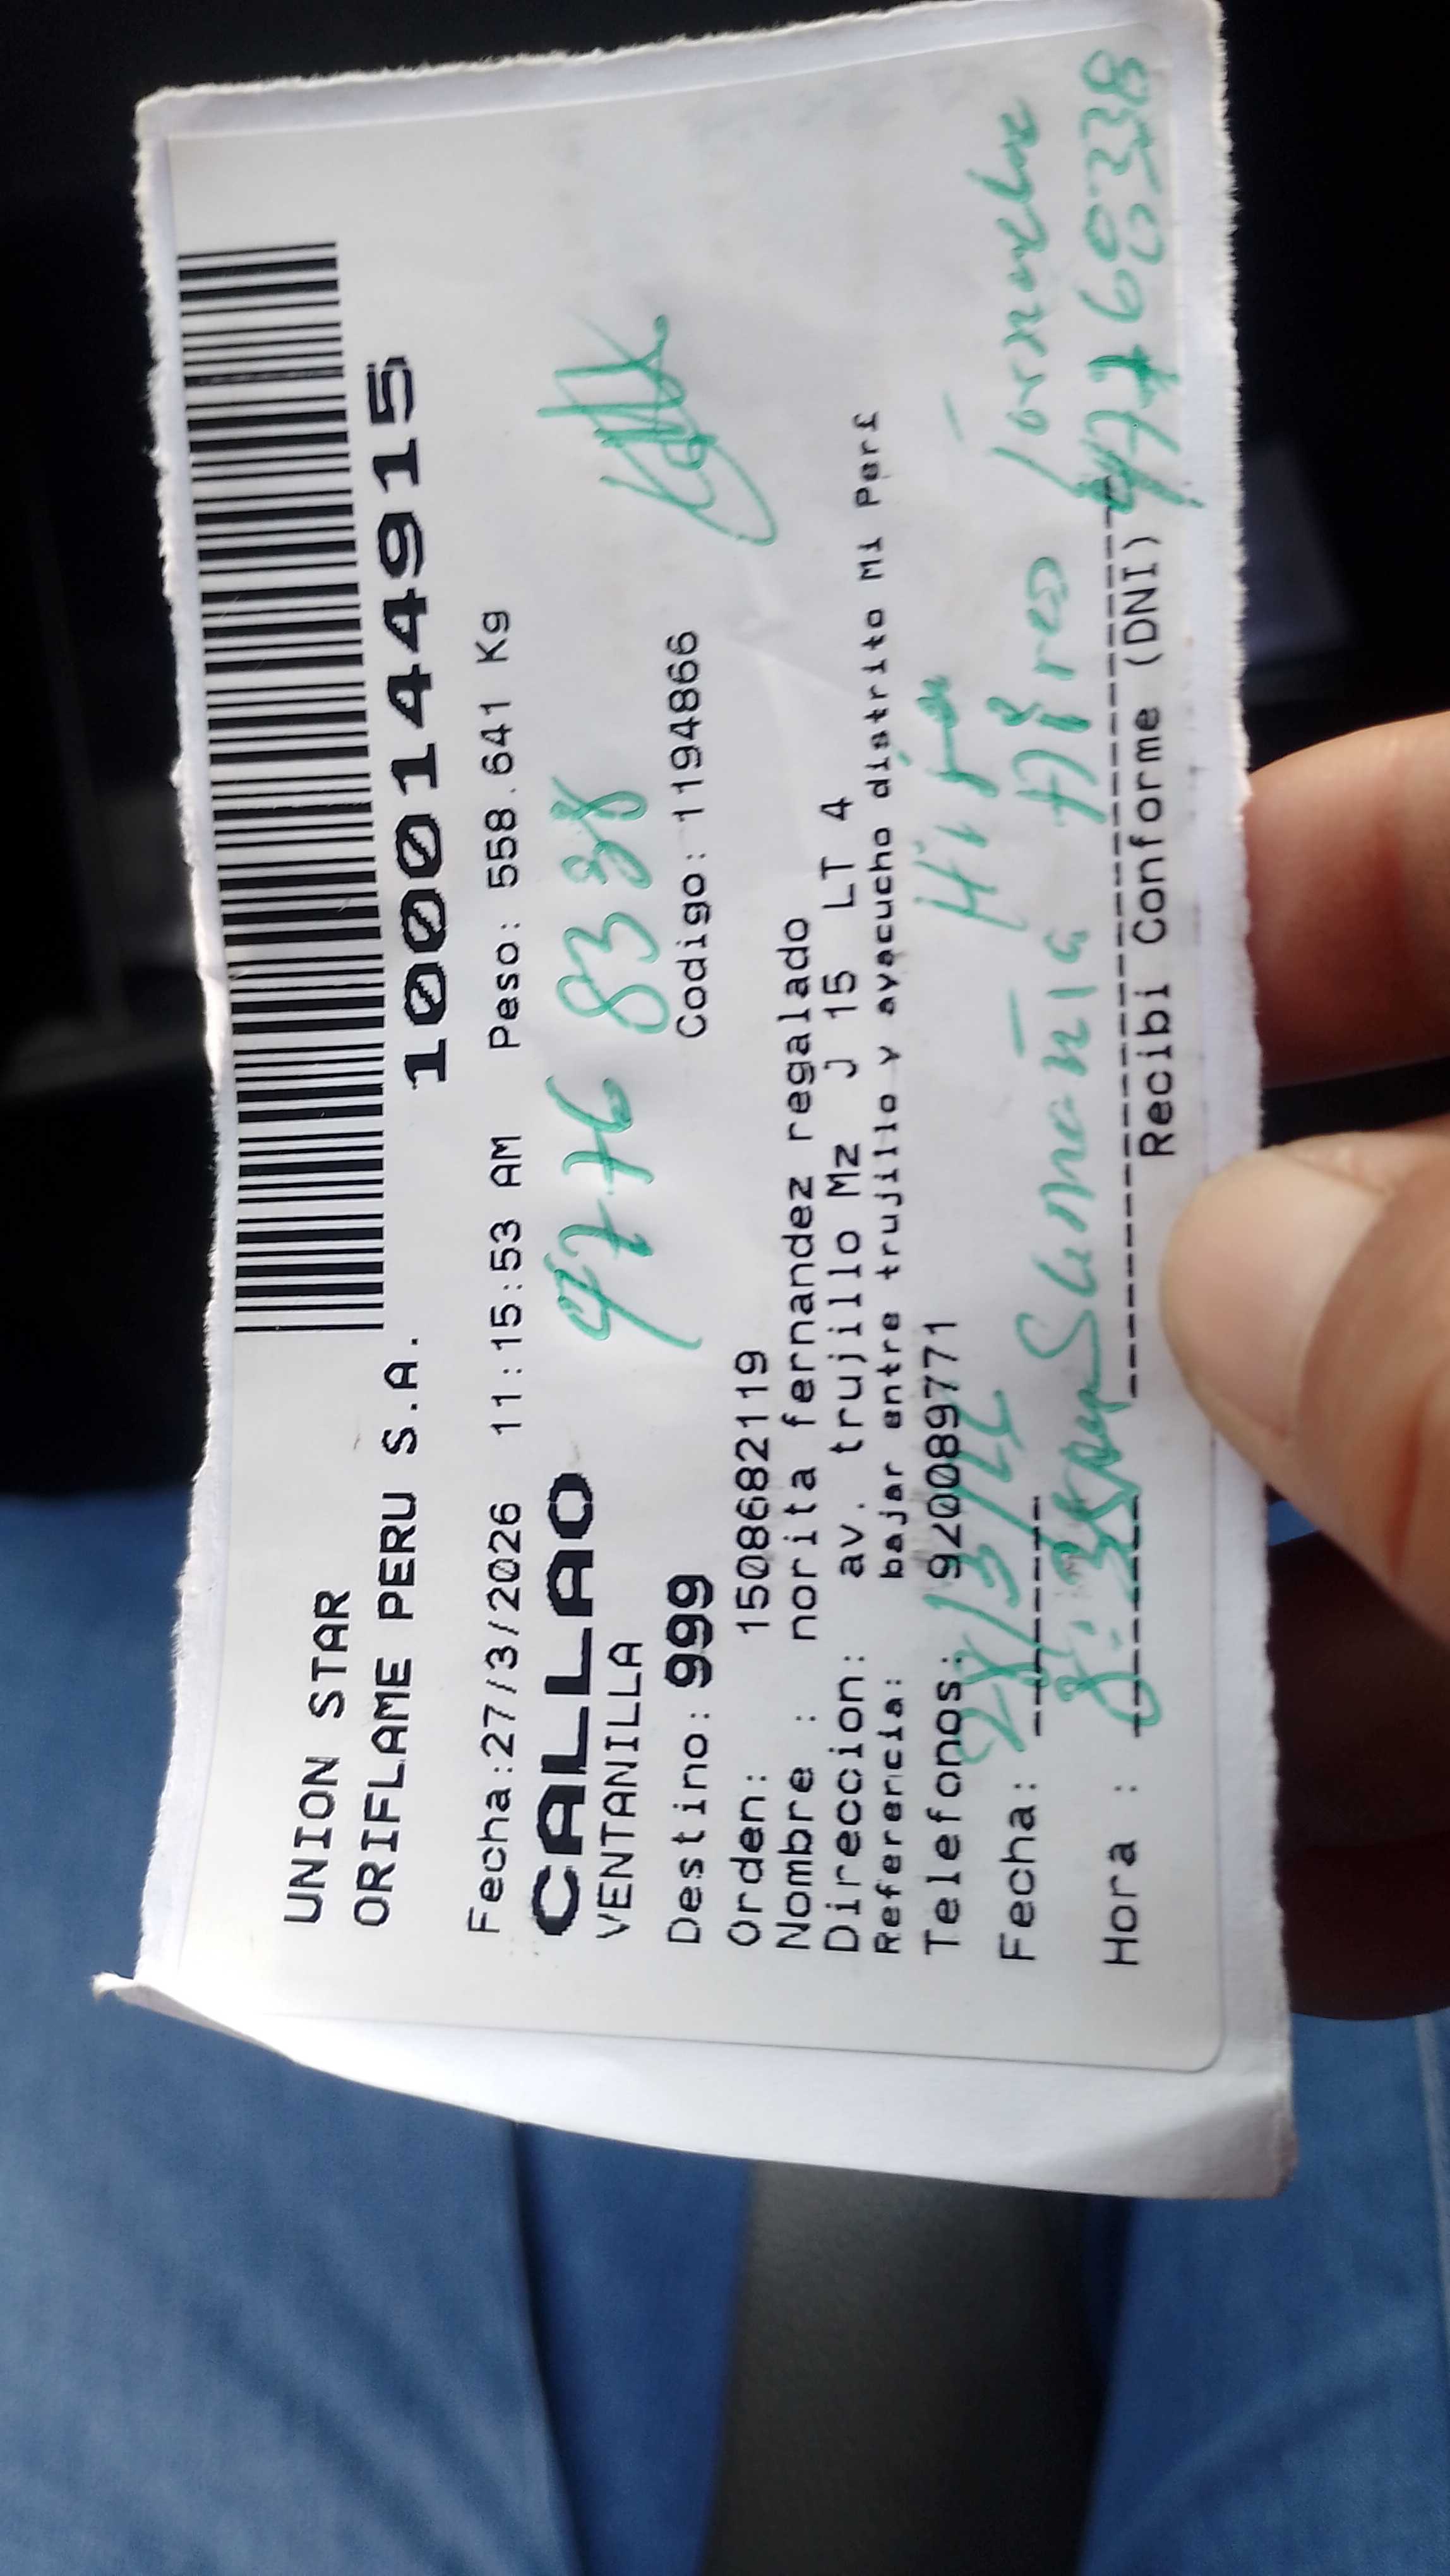 UNION STAR
ORIFLAME PERU S.A.
10001444915
Fecha:27/3/2026 11:15:53 AM Peso: 558.641 Kg
CALLAO
VENTANILLA
Destino: 999 Codigo: 1194866
Orden: 1508682119
Nombre : norita fernandez regalado
Direccion: av. trujillo Mz J 15 LT 4
Referencia: bajar entre trujillo y ayacucho distrito Mi Perú
Telefonos: 920089771
Hija
Fecha:
Hora :
Recibi Conforme (DNI)